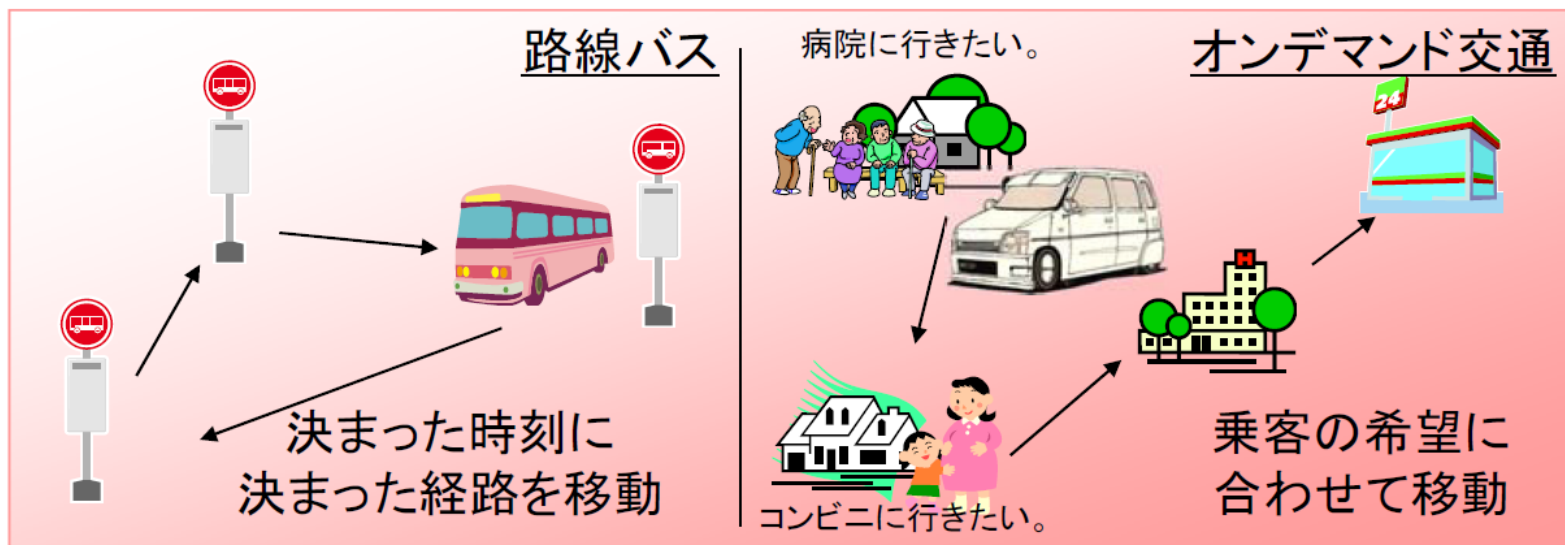 路線バス
決まった時刻に
決まった経路を移動
オンデマンド交通
病院に行きたい。
24
H
コンビニに行きたい。
乗客の希望に
合わせて移動